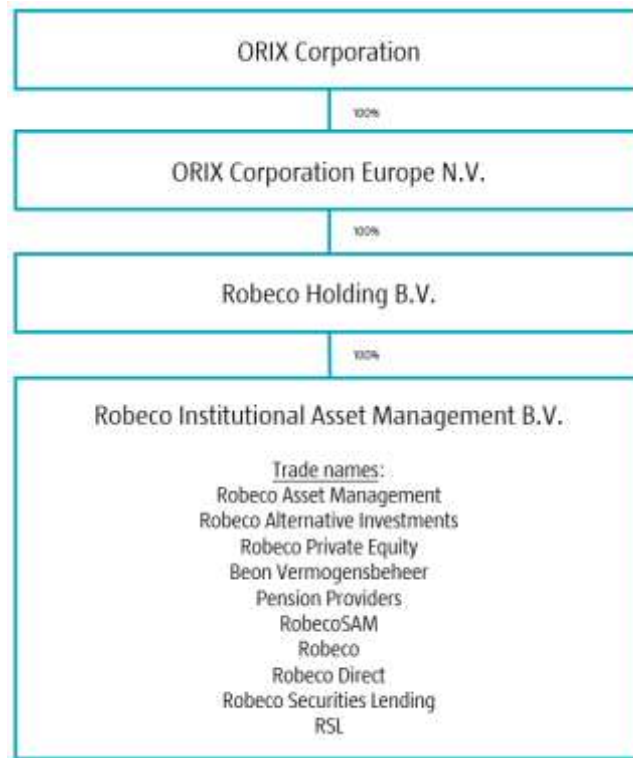 ORIX Corporation
100%
ORIX Corporation Europe N.V.
100%
Robeco Holding B.V.
100%
Robeco Institutional Asset Management B.V.
Trade names:
Robeco Asset Management
Robeco Alternative Investments
Robeco Private Equity
Beon Vermogensbeheer
Pension Providers
RobecoSAM
Robeco
Robeco Direct
Robeco Securities Lending
RSL